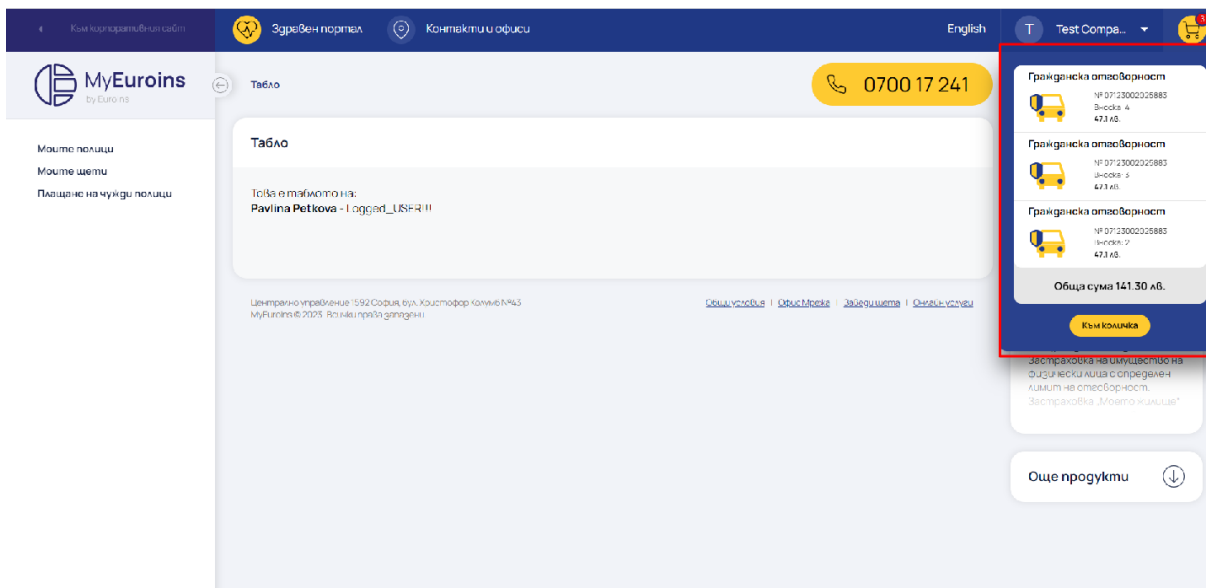 Към корпоративния сайт
Здравен портал
Контакти и офиси
English
T
Test Compa...
3
MyEuroins
by Euroins
Табло
0700 17 241
Моите полици
Моите щети
Плащане на чужди полици
Табло
Това е таблото на:
Pavlina Petkova - Logged_USER!!!
Централно управление 1592 София, бул. Христофор Колумб №43
MyEuroins © 2023. Всички права запазени
Общи условия | Офис Мрежа | Заведи щета | Онлайн услуги
Гражданска отговорност
№ 07123002025883
Вноска: 4
47.1 лв.
Гражданска отговорност
№ 07123002025883
Вноска: 3
47.1 лв.
Гражданска отговорност
№ 07123002025883
Вноска: 2
47.1 лв.
Обща сума 141.30 лв.
Към количка
Застраховка на имущество на
физически лица с определен
лимит на отговорност.
Застраховка „Моето жилище"
Още продукти